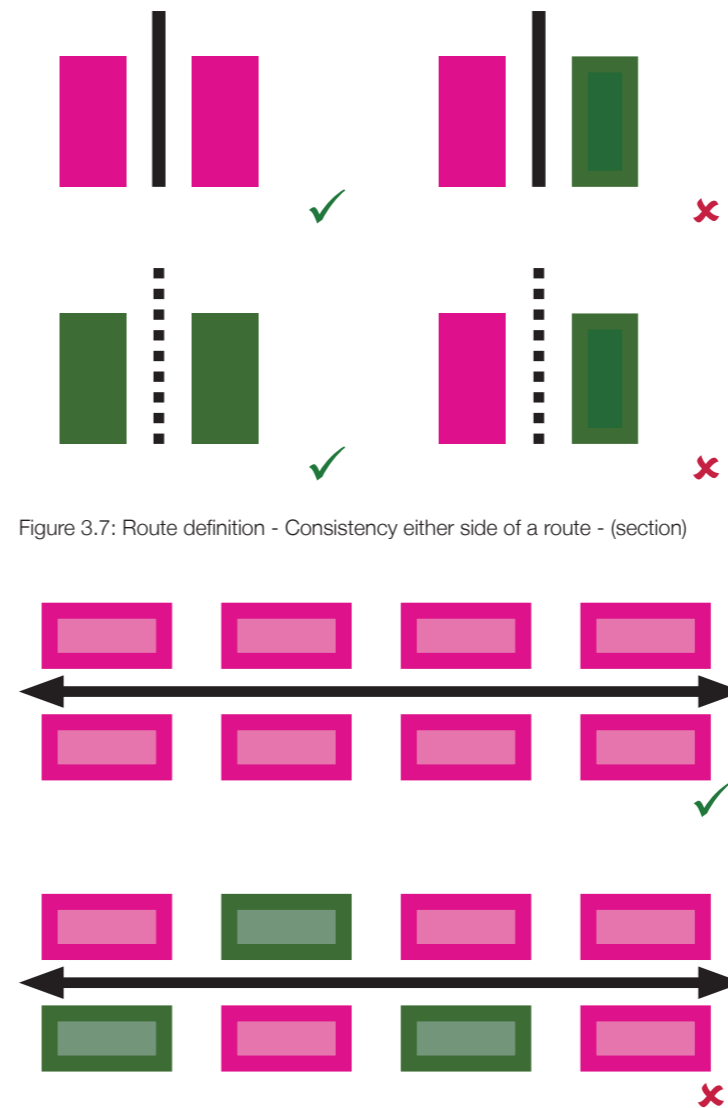 Figure 3.7: Route definition - Consistency either side of a route - (section)